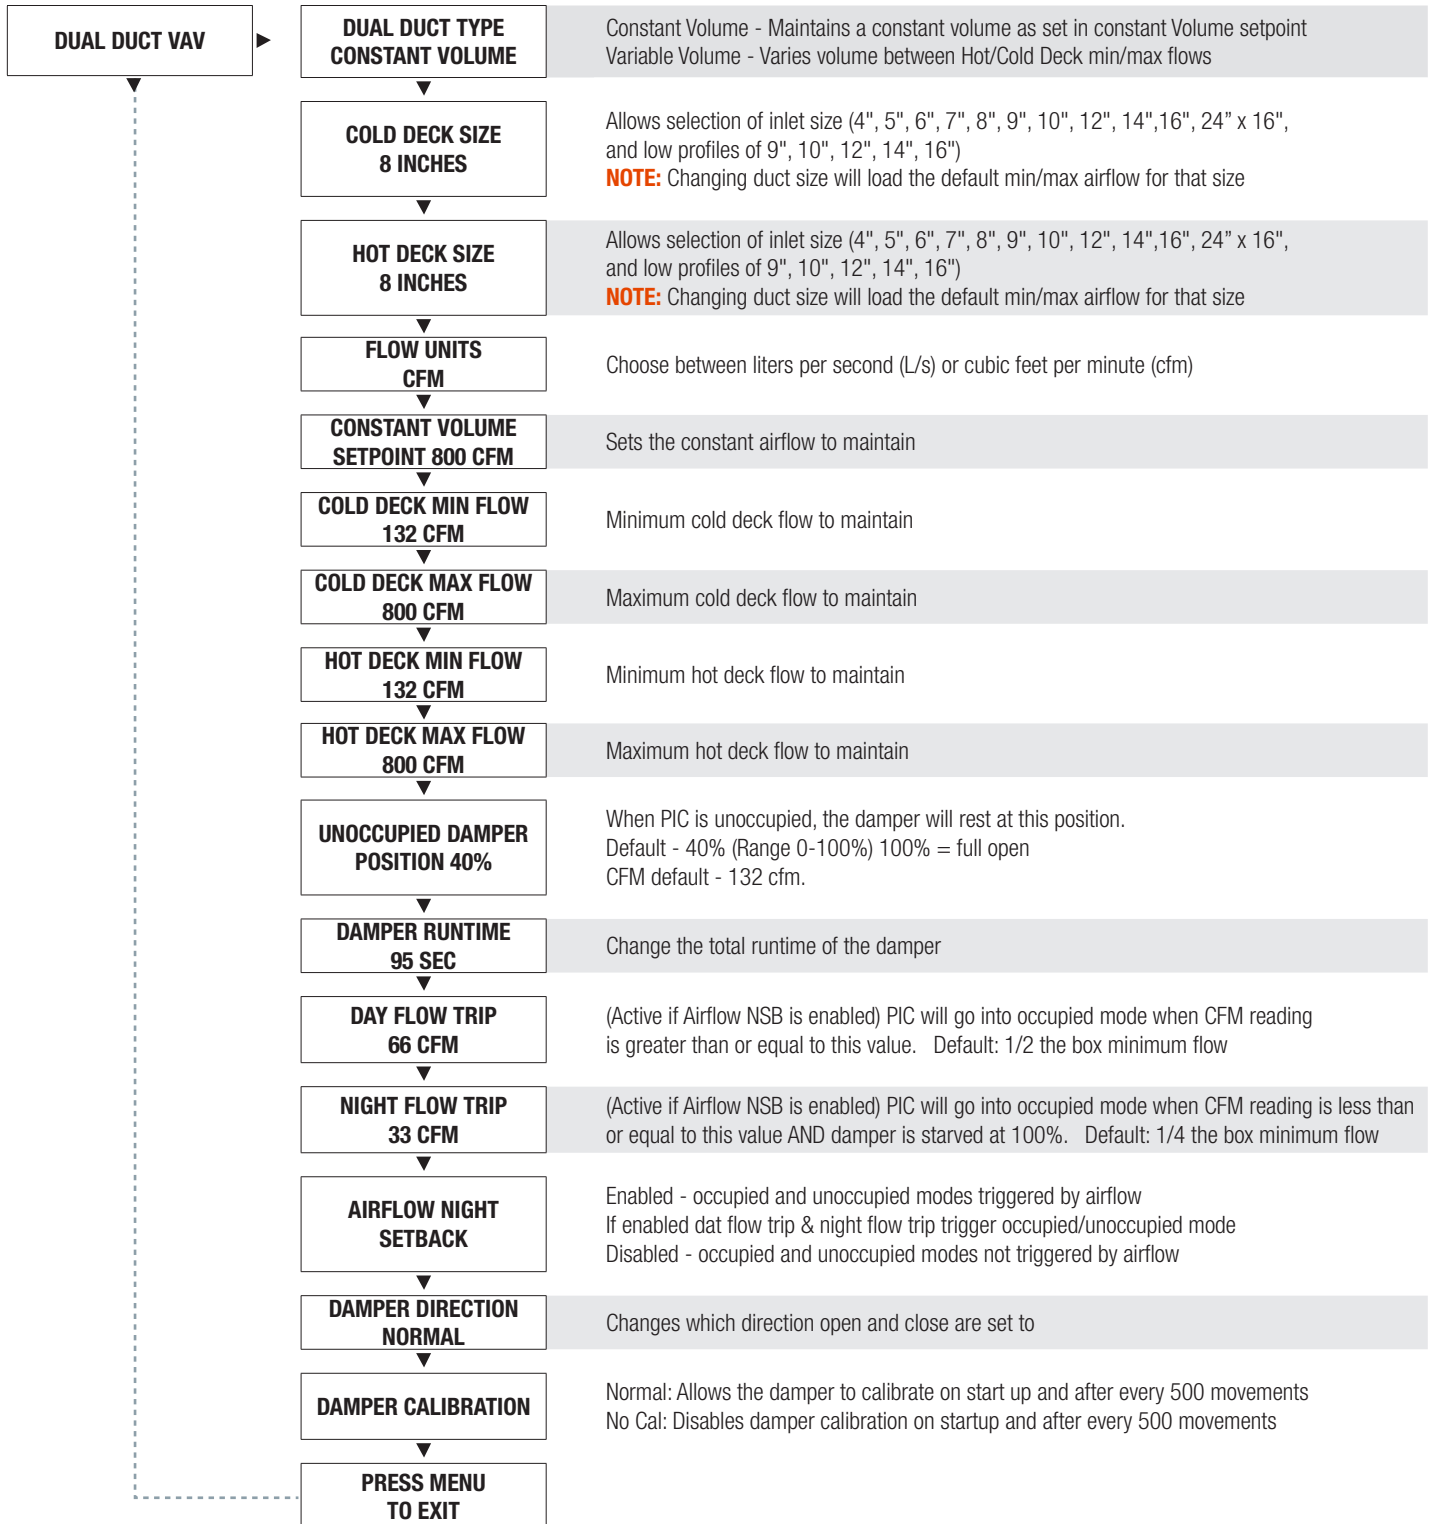 DUAL DUCT VAV
DUAL DUCT TYPE
CONSTANT VOLUME
Constant Volume - Maintains a constant volume as set in constant Volume setpoint
Variable Volume - Varies volume between Hot/Cold Deck min/max flows
COLD DECK SIZE
8 INCHES
Allows selection of inlet size (4", 5", 6", 7", 8", 9", 10", 12", 14",16", 24” x 16",
and low profiles of 9", 10", 12", 14", 16")
NOTE: Changing duct size will load the default min/max airflow for that size
HOT DECK SIZE
8 INCHES
Allows selection of inlet size (4", 5", 6", 7", 8", 9", 10", 12", 14",16", 24” x 16",
and low profiles of 9", 10", 12", 14", 16")
NOTE: Changing duct size will load the default min/max airflow for that size
FLOW UNITS
CFM
Choose between liters per second (L/s) or cubic feet per minute (cfm)
CONSTANT VOLUME
SETPOINT 800 CFM
Sets the constant airflow to maintain
COLD DECK MIN FLOW
132 CFM
Minimum cold deck flow to maintain
COLD DECK MAX FLOW
800 CFM
Maximum cold deck flow to maintain
HOT DECK MIN FLOW
132 CFM
Minimum hot deck flow to maintain
HOT DECK MAX FLOW
800 CFM
Maximum hot deck flow to maintain
UNOCCUPIED DAMPER
POSITION 40%
When PIC is unoccupied, the damper will rest at this position.
Default - 40% (Range 0-100%) 100% = full open
CFM default - 132 cfm.
DAMPER RUNTIME
95 SEC
Change the total runtime of the damper
DAY FLOW TRIP
66 CFM
(Active if Airflow NSB is enabled) PIC will go into occupied mode when CFM reading
is greater than or equal to this value. Default: 1/2 the box minimum flow
NIGHT FLOW TRIP
33 CFM
(Active if Airflow NSB is enabled) PIC will go into occupied mode when CFM reading is less than
or equal to this value AND damper is starved at 100%. Default: 1/4 the box minimum flow
AIRFLOW NIGHT
SETBACK
Enabled - occupied and unoccupied modes triggered by airflow
If enabled dat flow trip & night flow trip trigger occupied/unoccupied mode
Disabled - occupied and unoccupied modes not triggered by airflow
DAMPER DIRECTION
NORMAL
Changes which direction open and close are set to
DAMPER CALIBRATION
Normal: Allows the damper to calibrate on start up and after every 500 movements
No Cal: Disables damper calibration on startup and after every 500 movements
PRESS MENU
TO EXIT